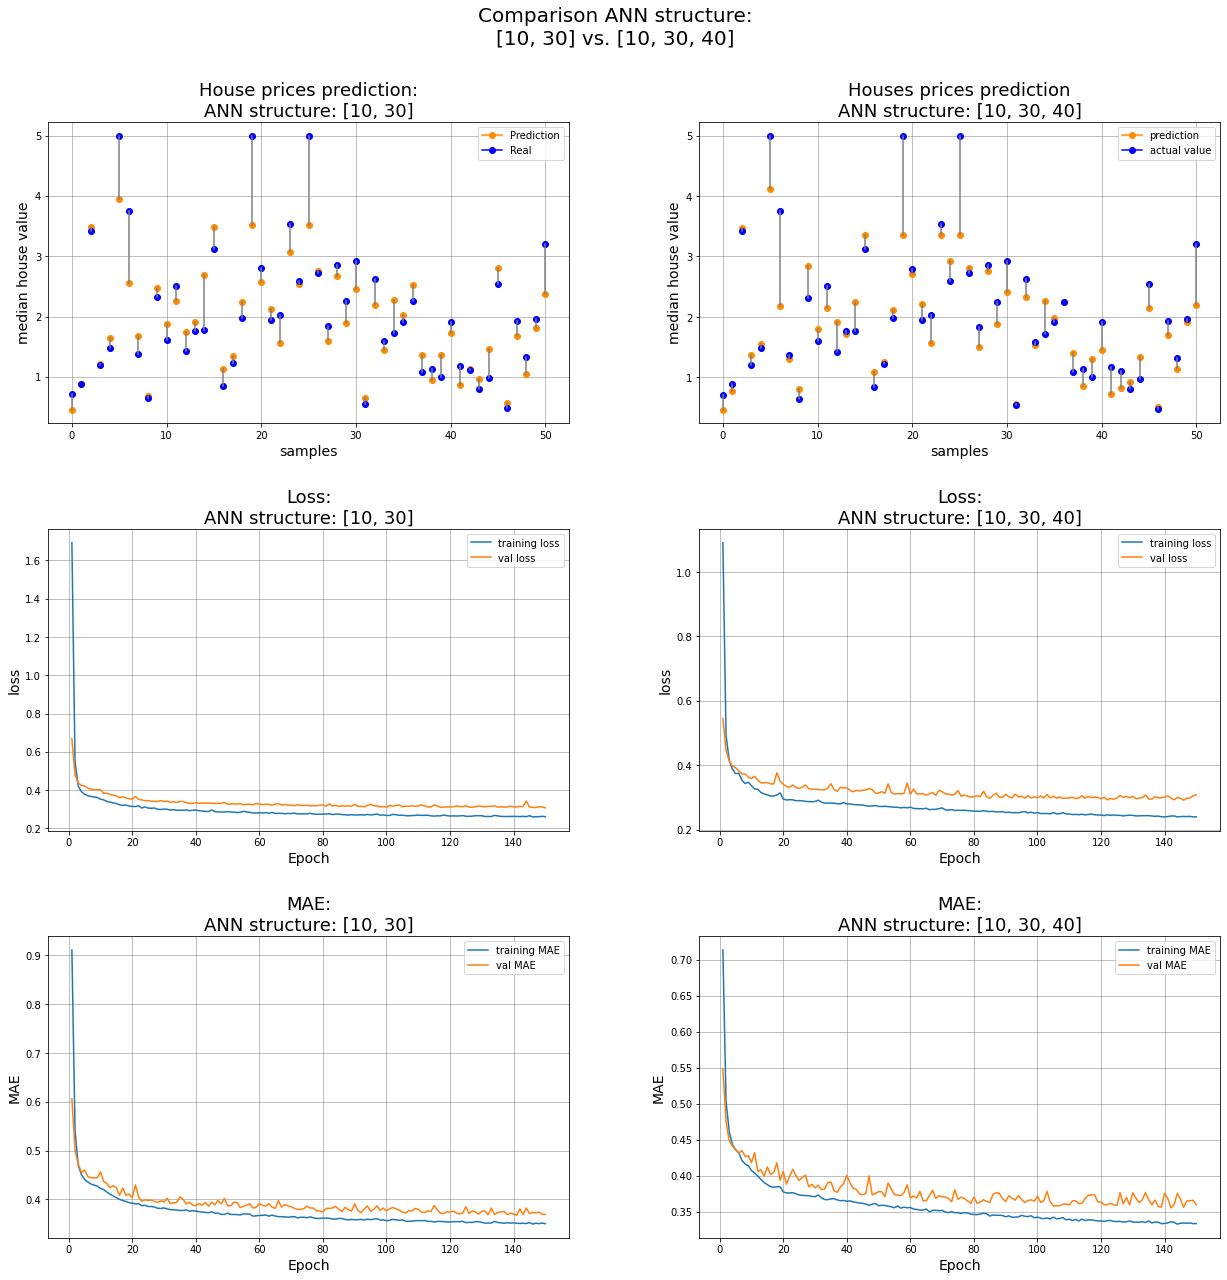 Comparison ANN structure:
[10, 30] vs. [10, 30, 40]
House prices prediction:
ANN structure: [10, 30]
5
4
3
2
1
median house value
0 10 20 30 40 50
samples
Prediction
Real
Houses prices prediction
ANN structure: [10, 30, 40]
5
4
3
2
1
median house value
0 10 20 30 40 50
samples
prediction
actual value
Loss:
ANN structure: [10, 30]
1.6
1.4
1.2
1.0
0.8
0.6
0.4
0.2
loss
0 20 40 60 80 100 120 140
Epoch
training loss
val loss
Loss:
ANN structure: [10, 30, 40]
1.0
0.8
0.6
0.4
0.2
loss
0 20 40 60 80 100 120 140
Epoch
training loss
val loss
MAE:
ANN structure: [10, 30]
0.9
0.8
0.7
0.6
0.5
0.4
MAE
0 20 40 60 80 100 120 140
Epoch
training MAE
val MAE
MAE:
ANN structure: [10, 30, 40]
0.70
0.65
0.60
0.55
0.50
0.45
0.40
0.35
MAE
0 20 40 60 80 100 120 140
Epoch
training MAE
val MAE